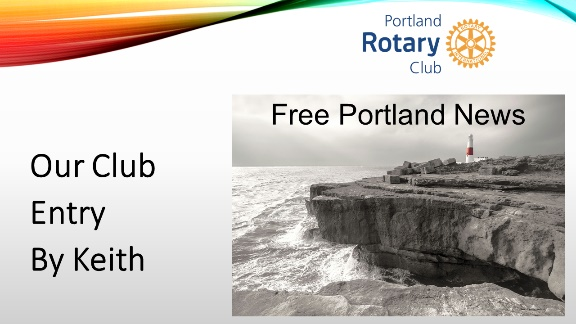 Portland
Rotary
Club
Free Portland News
Our Club
Entry
By Keith